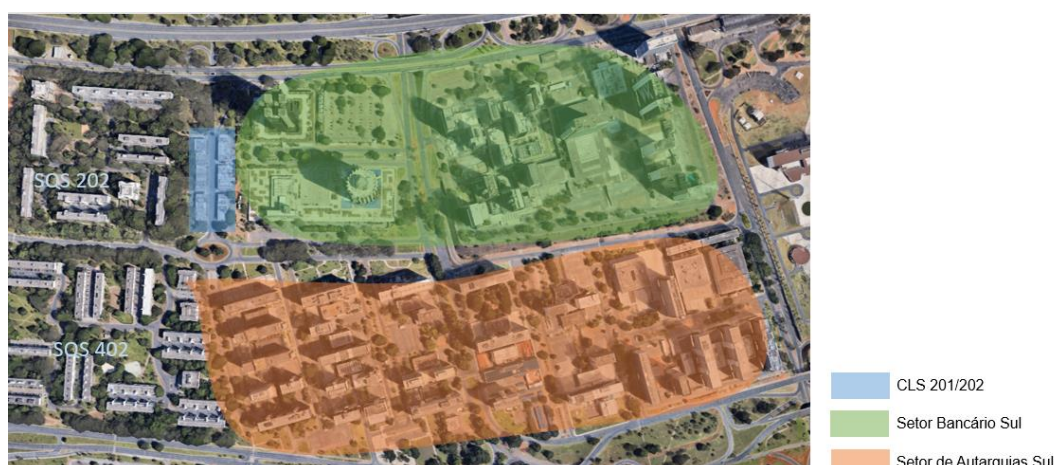 SQS 202
SQS 402
CLS 201/202
Setor Bancário Sul
Setor de Autarquias Sul